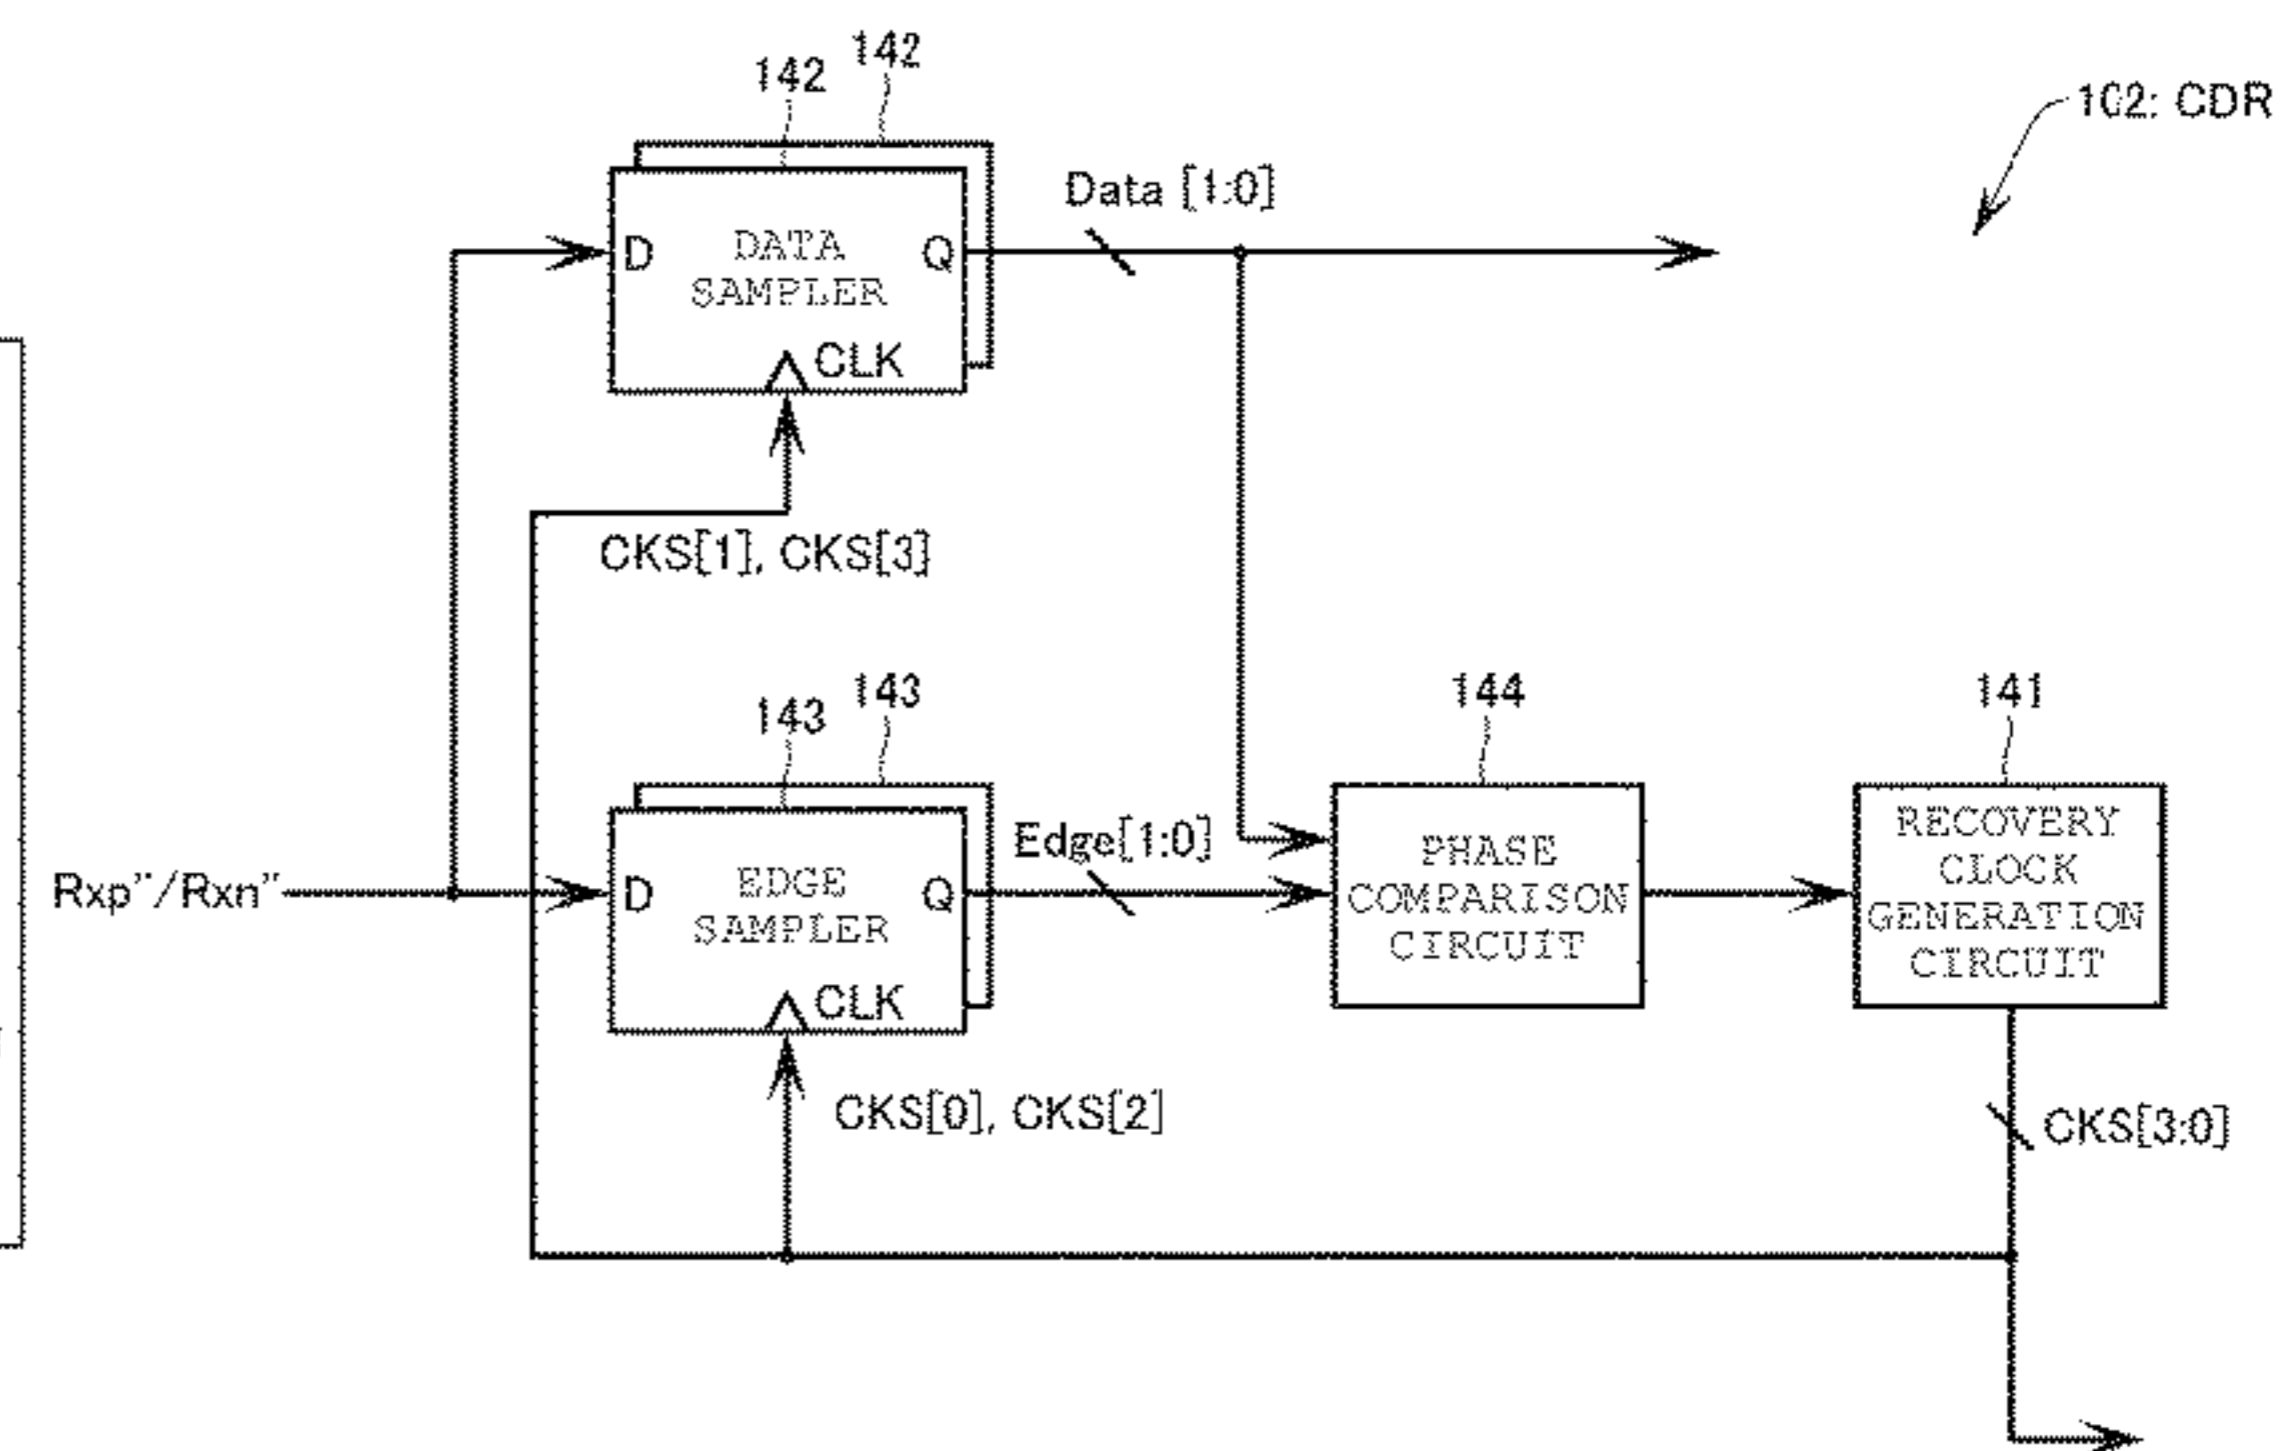 142
142
102: CDR
Data [1:0]
D
DATA
SAMPLER
Q
CLK
CKS[1], CKS[3]
143
143
144
141
Edge[1:0]
Rxp"/Rxn"
D
EDGE
SAMPLER
Q
CLK
PHASE
COMPARISON
CIRCUIT
RECOVERY
CLOCK
GENERATION
CIRCUIT
CKS[0], CKS[2]
CKS[3:0]